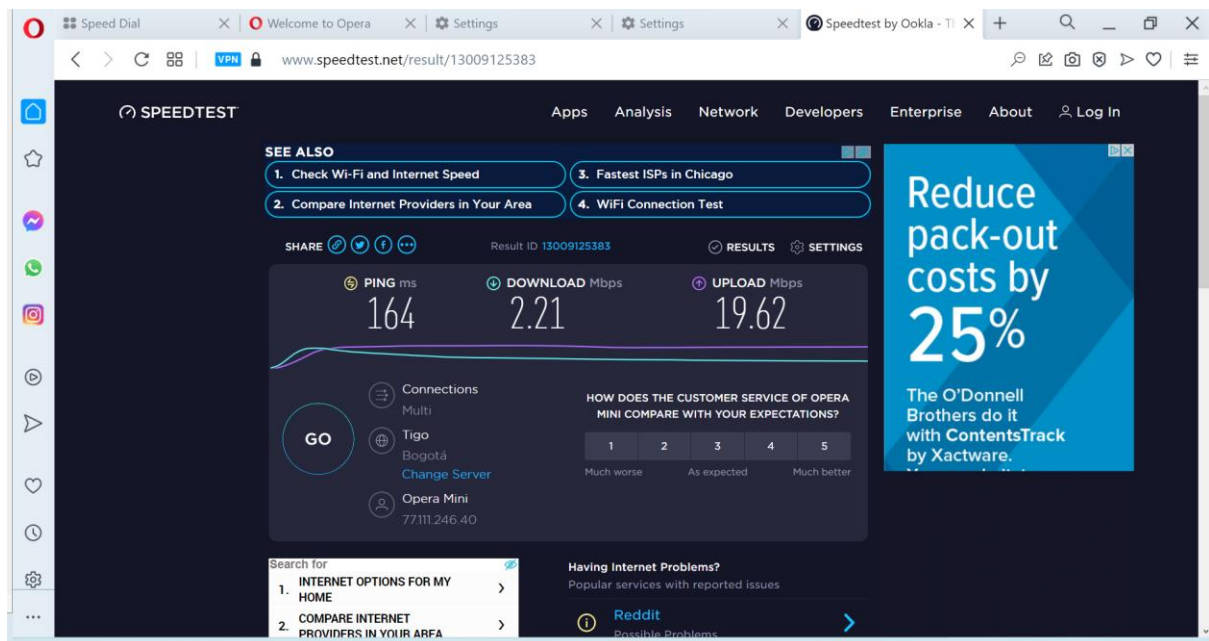 Speed Dial
Welcome to Opera
Settings
Settings
Speedtest by Ookla - Th
VPN
www.speedtest.net/result/13009125383
SPEEDTEST
Apps Analysis Network Developers Enterprise About Log In
SEE ALSO
1. Check Wi-Fi and Internet Speed
3. Fastest ISPs in Chicago
2. Compare Internet Providers in Your Area
4. WiFi Connection Test
SHARE
Result ID 13009125383
RESULTS
SETTINGS
PING ms
DOWNLOAD Mbps
UPLOAD Mbps
164
2.21
19.62
GO
Connections
Multi
Tigo
Bogotá
Change Server
Opera Mini
77.111.246.40
HOW DOES THE CUSTOMER SERVICE OF OPERA
MINI COMPARE WITH YOUR EXPECTATIONS?
1 2 3 4 5
Much worse As expected Much better
Reduce
pack-out
costs by
25%
The O'Donnell
Brothers do it
with ContentsTrack
by Xactware.
Search for
1. INTERNET OPTIONS FOR MY
HOME
2. COMPARE INTERNET
PROVIDERS IN YOUR AREA
Having Internet Problems?
Popular services with reported issues
Reddit
Possible Problems